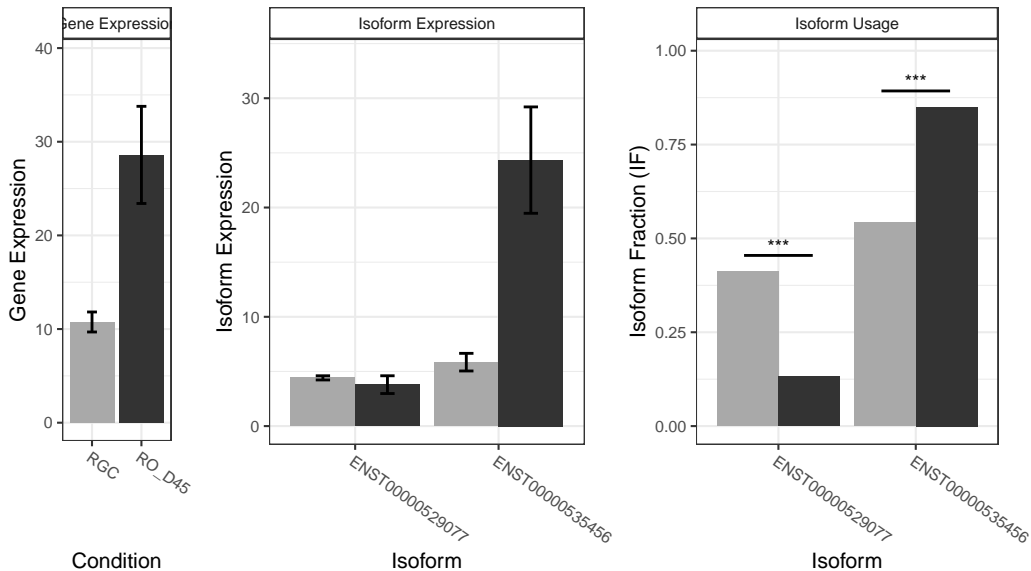 Gene Expression
Gene Expression
40
30
20
10
0
RGC
RO_D45
Condition
Isoform Expression
Isoform Expression
30
20
10
0
ENST00000529077
ENST00000535456
Isoform
Isoform Usage
Isoform Fraction (IF)
1.00
0.75
0.50
0.25
0.00
***
***
ENST00000529077
ENST00000535456
Isoform